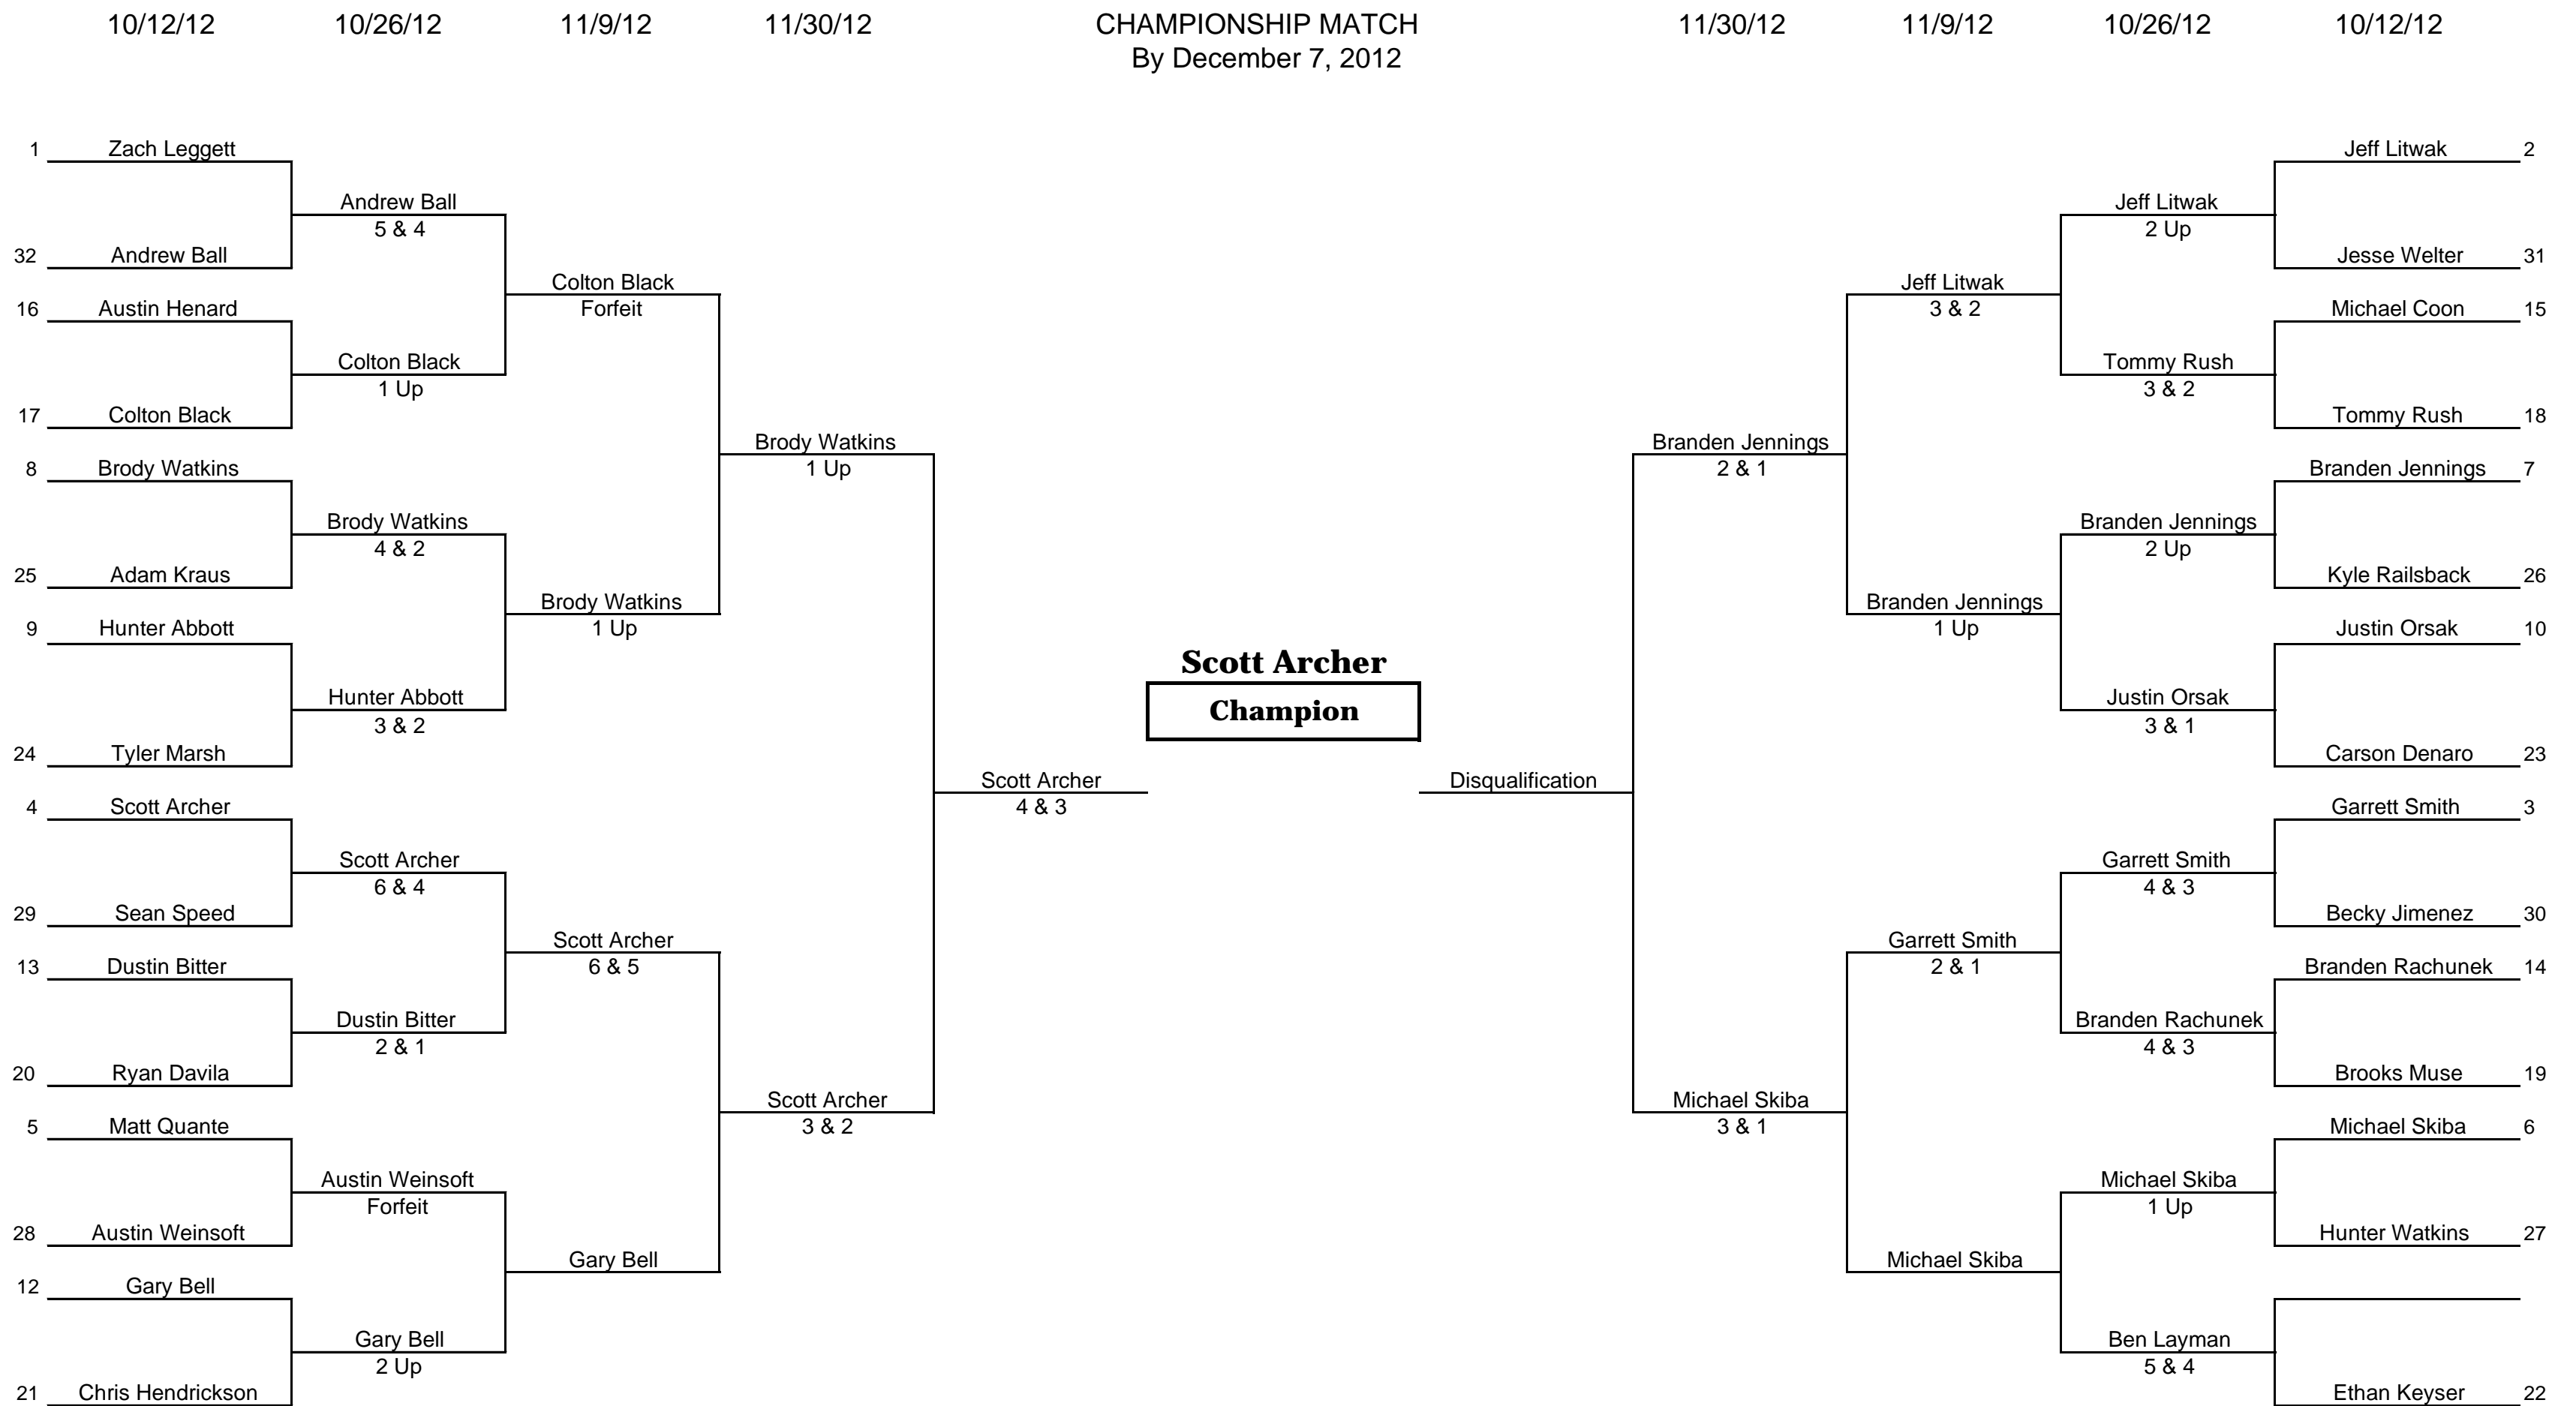 10/12/12 10/26/12 11/9/12 11/30/12 CHAMPIONSHIP MATCH 11/30/12 11/9/12 10/26/12 10/12/12
By December 7, 2012
1 Zach Leggett Jeff Litwak 2
Andrew Ball Jeff Litwak
5 & 4 2 Up
32 Andrew Ball Jesse Welter 31
Colton Black Jeff Litwak
16 Austin Henard Forfeit 3 & 2 Michael Coon 15
Colton Black Tommy Rush
1 Up 3 & 2
17 Colton Black Tommy Rush 18
Brody Watkins Branden Jennings
8 Brody Watkins 1 Up 2 & 1 Branden Jennings 7
Brody Watkins Branden Jennings
4 & 2 2 Up
25 Adam Kraus Kyle Railsback 26
Brody Watkins Branden Jennings
9 Hunter Abbott 1 Up 1 Up Justin Orsak 10
Scott Archer
Hunter Abbott Justin Orsak
Champion
3 & 2 3 & 1
24 Tyler Marsh Carson Denaro 23
Scott Archer Disqualification
4 Scott Archer 4 & 3 Garrett Smith 3
Scott Archer Garrett Smith
6 & 4 4 & 3
29 Sean Speed Becky Jimenez 30
Scott Archer Garrett Smith
13 Dustin Bitter 6 & 5 2 & 1 Branden Rachunek 14
Dustin Bitter Branden Rachunek
2 & 1 4 & 3
20 Ryan Davila Brooks Muse 19
Scott Archer Michael Skiba
5 Matt Quante 3 & 2 3 & 1 Michael Skiba 6
Austin Weinsoft Michael Skiba
Forfeit 1 Up
28 Austin Weinsoft Hunter Watkins 27
Gary Bell Michael Skiba
12 Gary Bell
Gary Bell Ben Layman
2 Up 5 & 4
21 Chris Hendrickson Ethan Keyser 22